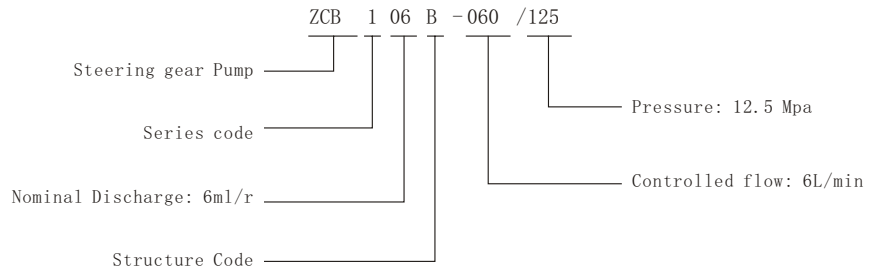 ZCB 1 06 B -060 /125
Steering gear Pump
Pressure: 12.5 Mpa
Series code
Controlled flow: 6L/min
Nominal Discharge: 6ml/r
Structure Code